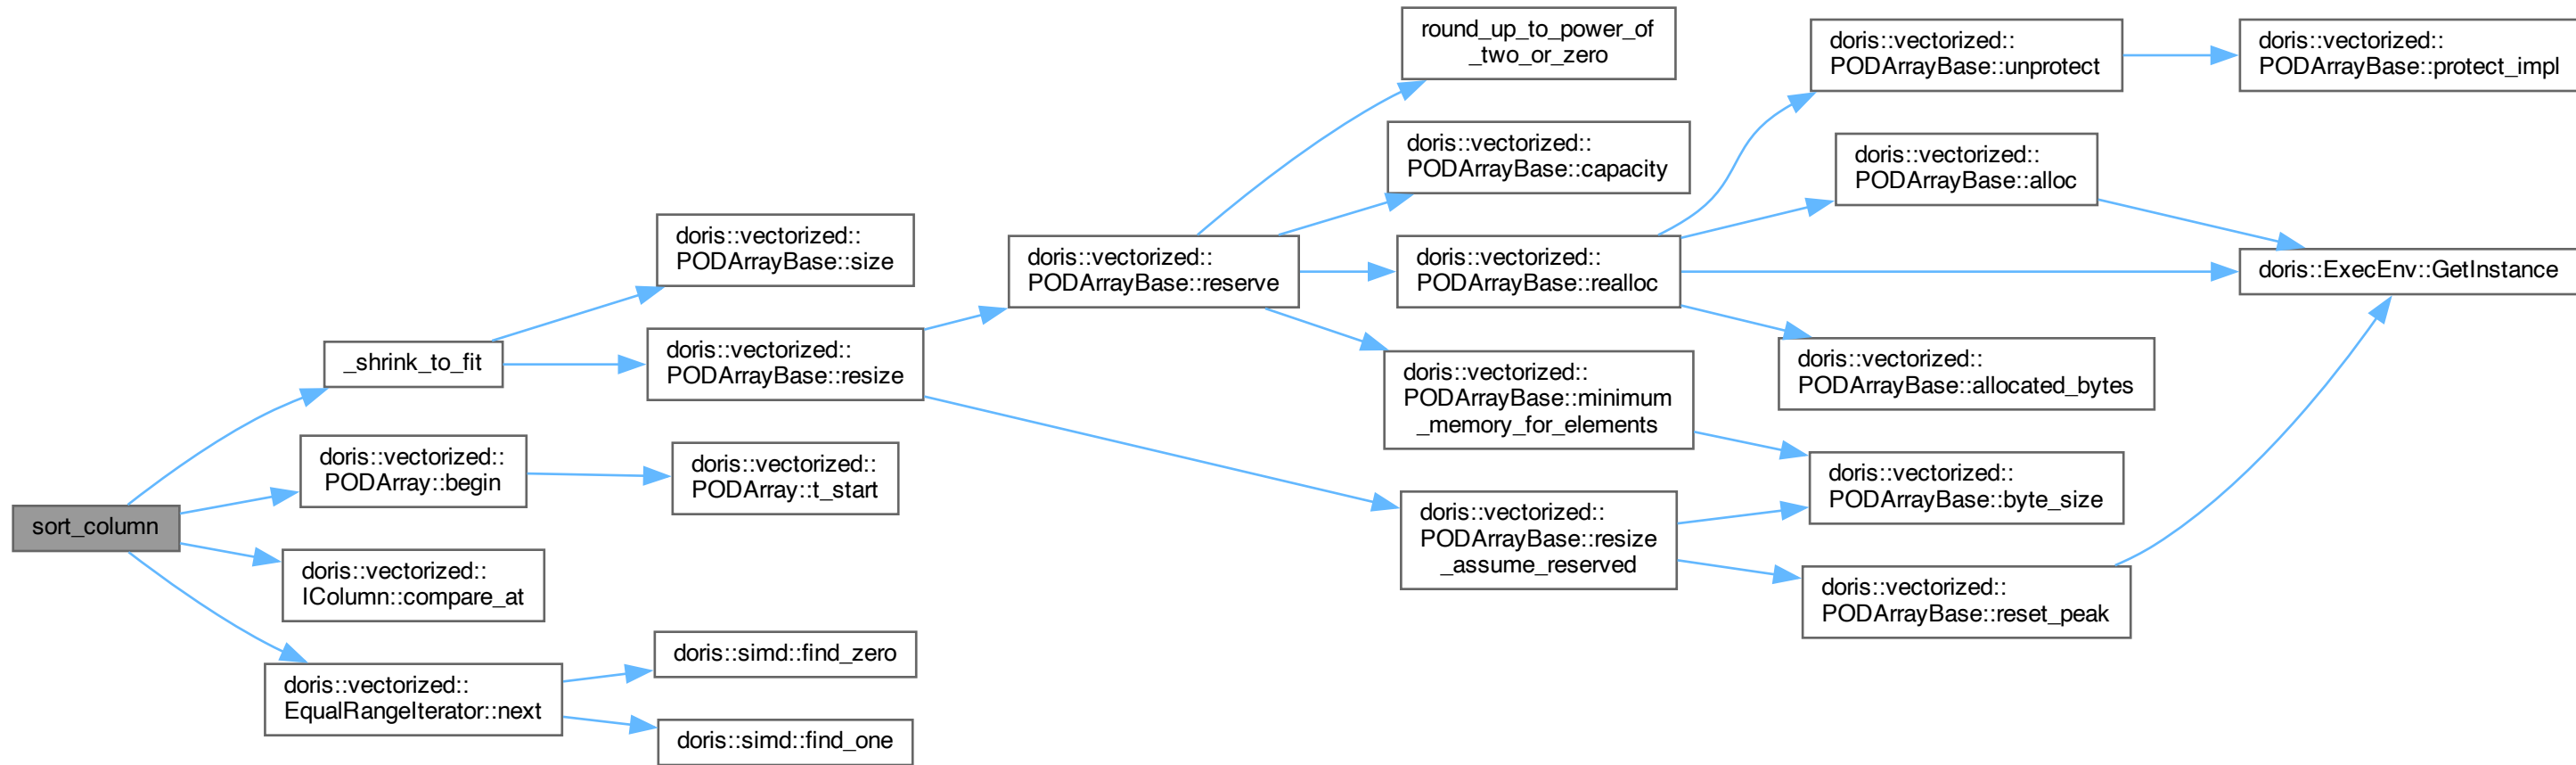 sort_column
_shrink_to_fit
doris::vectorized::
PODArray::begin
doris::vectorized::
IColumn::compare_at
doris::vectorized::
EqualRangeIterator::next
doris::vectorized::
PODArrayBase::size
doris::vectorized::
PODArrayBase::resize
doris::vectorized::
PODArray::t_start
doris::simd::find_zero
doris::simd::find_one
doris::vectorized::
PODArrayBase::reserve
round_up_to_power_of
_two_or_zero
doris::vectorized::
PODArrayBase::capacity
doris::vectorized::
PODArrayBase::realloc
doris::vectorized::
PODArrayBase::minimum
_memory_for_elements
doris::vectorized::
PODArrayBase::resize
_assume_reserved
doris::vectorized::
PODArrayBase::unprotect
doris::vectorized::
PODArrayBase::alloc
doris::vectorized::
PODArrayBase::allocated_bytes
doris::vectorized::
PODArrayBase::byte_size
doris::vectorized::
PODArrayBase::reset_peak
doris::vectorized::
PODArrayBase::protect_impl
doris::ExecEnv::GetInstance